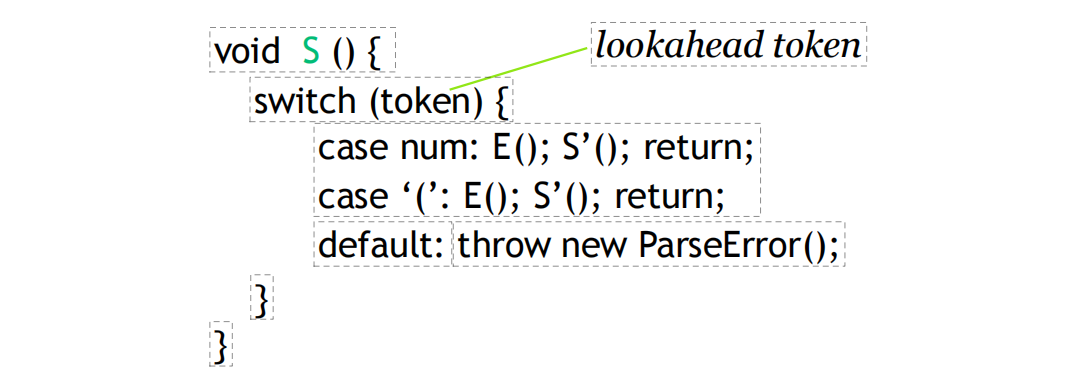 lookahead token
void S () {
switch (token) {
case num: E(); S’(); return;
case ‘(’: E(); S’(); return;
default: throw new ParseError();
}
}